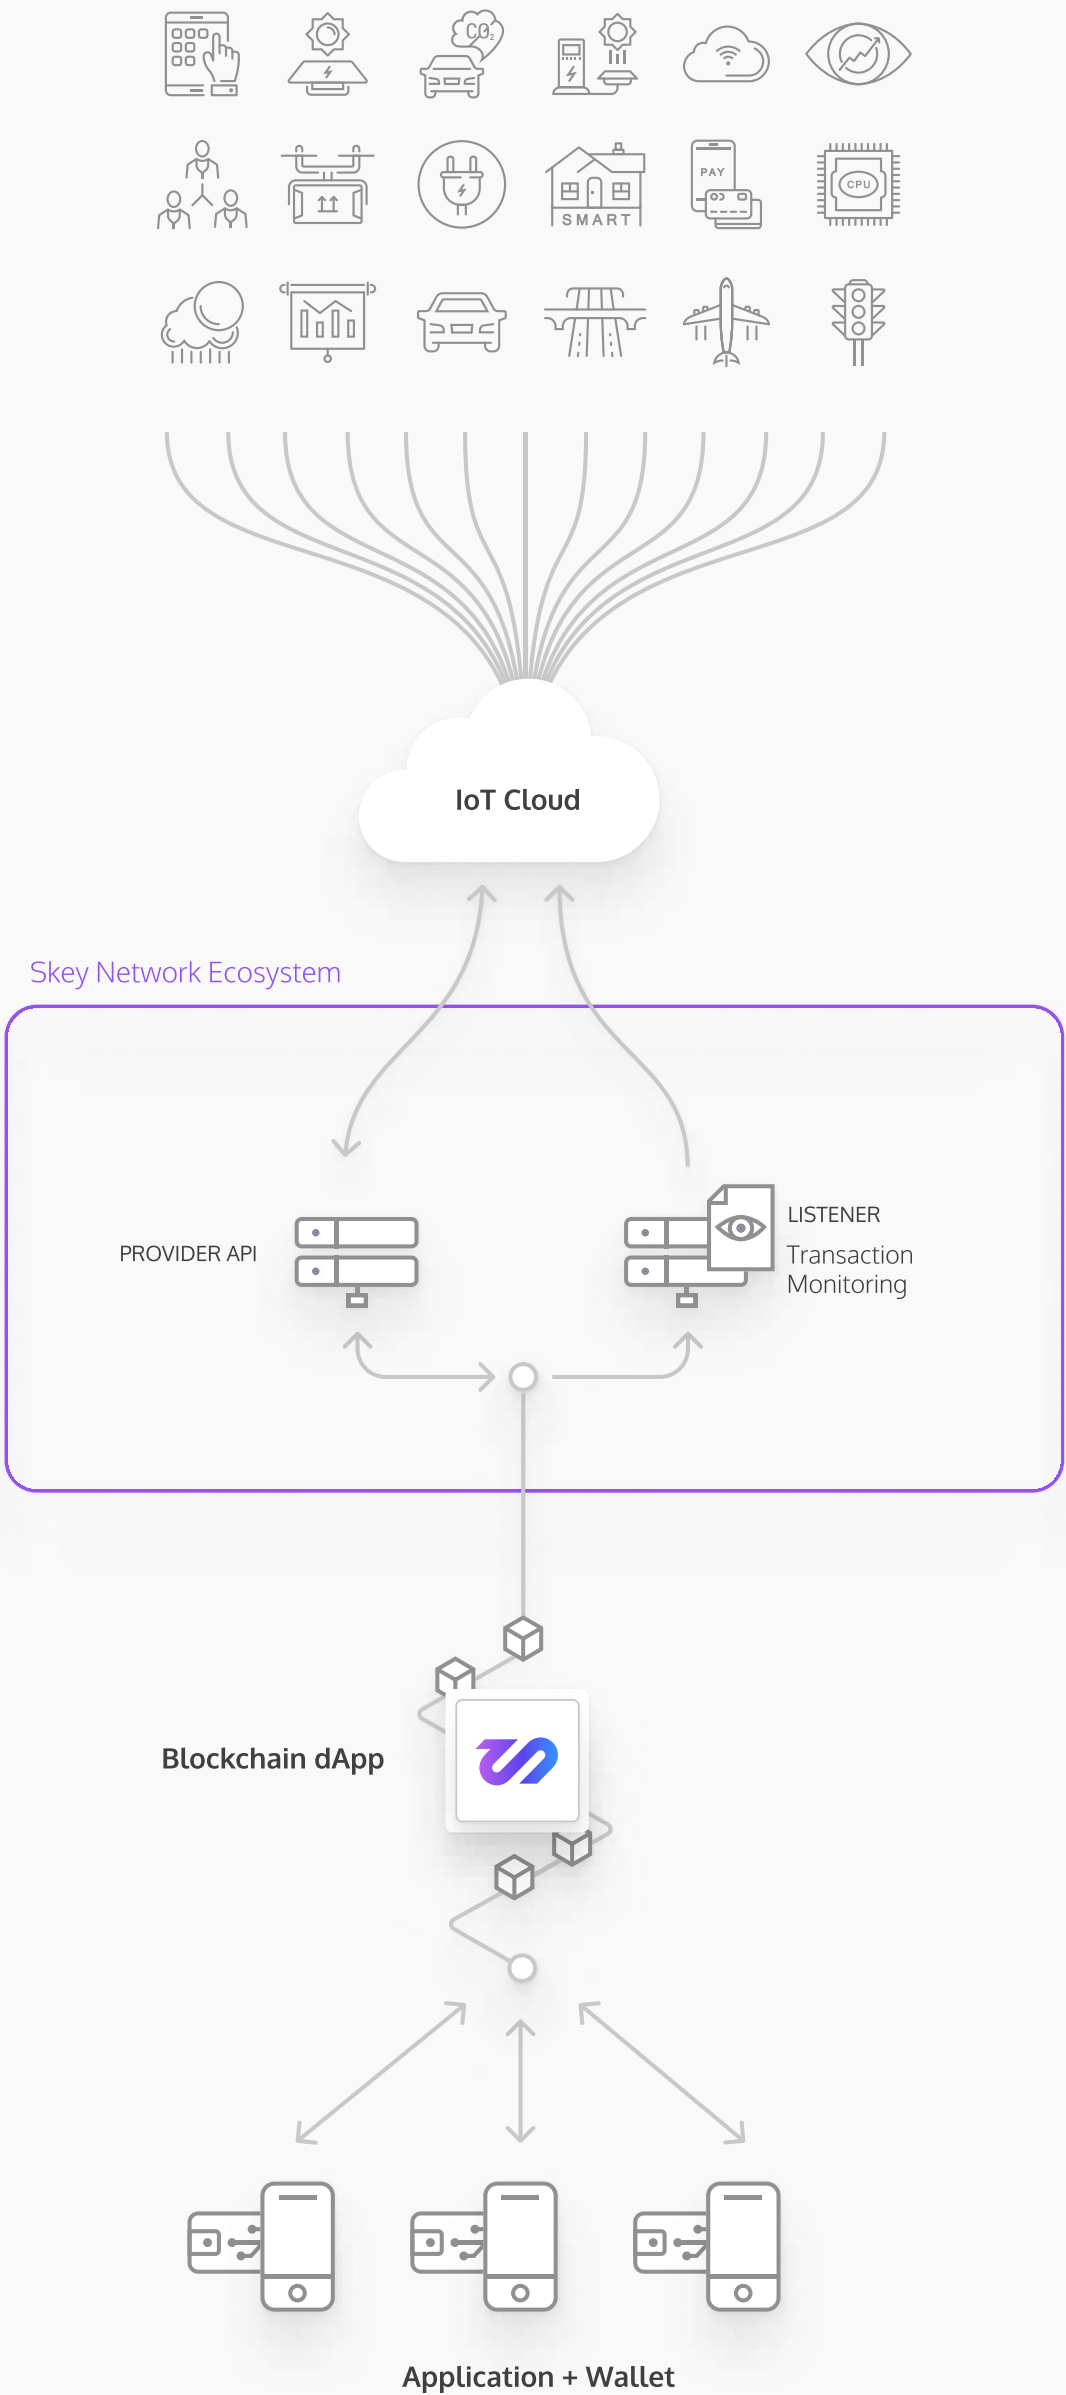 CO₂
SMART
PAY
CPU
IoT Cloud
Skey Network Ecosystem
PROVIDER API
LISTENER
Transaction
Monitoring
Blockchain dApp
Application + Wallet